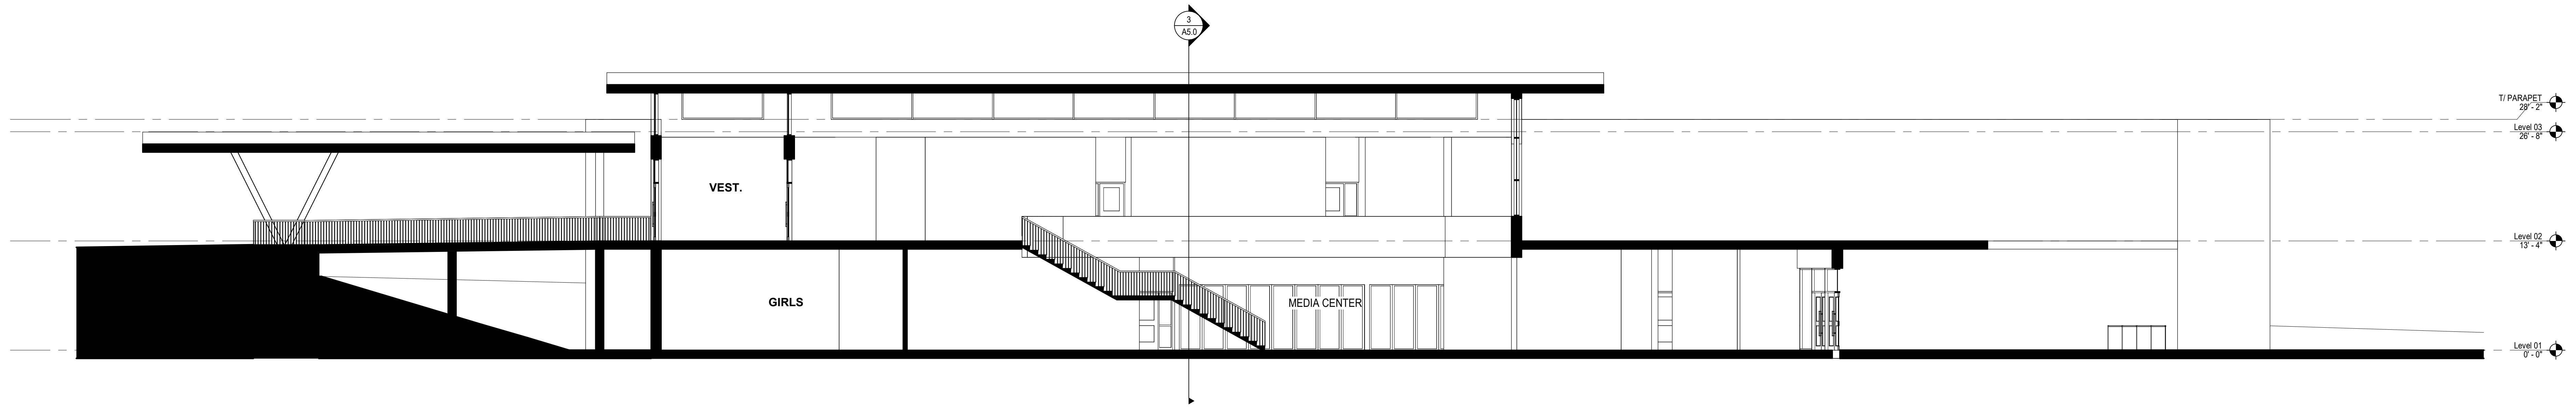 3
A5.0
T/ PARAPET
28' - 2"
Level 03
26' - 8"
VEST.
Level 02
13' - 4"
GIRLS
MEDIA CENTER
Level 01
0' - 0"